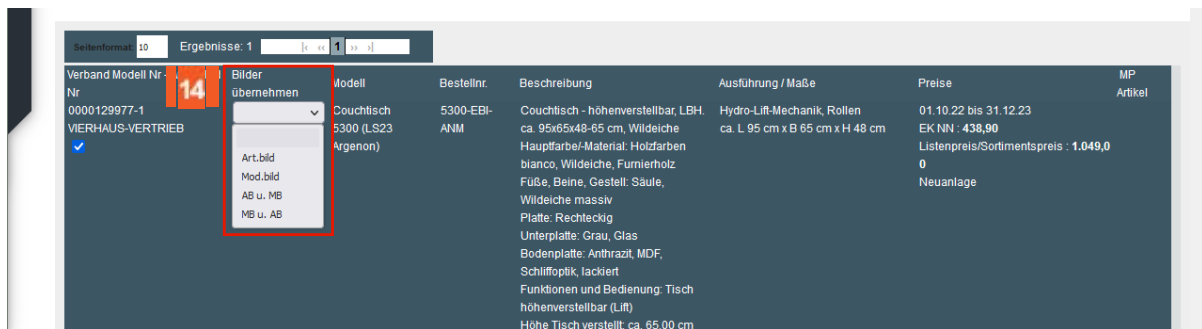 Seitenformat: 10 Ergebnisse: 1 |‹ ‹‹ 1 ›› ›|
Verband Modell Nr -
Nr
14
Bilder
übernehmen
Modell
Bestellnr.
Beschreibung
Ausführung / Maße
Preise
MP
Artikel
0000129977-1
VIERHAUS-VERTRIEB
Art.bild
Mod.bild
AB u. MB
MB u. AB
Couchtisch
5300 (LS23
Argenon)
5300-EBI-
ANM
Couchtisch - höhenverstellbar, LBH.
ca. 95x65x48-65 cm, Wildeiche
Hauptfarbe/-Material: Holzfarben
bianco, Wildeiche, Furnierholz
Füße, Beine, Gestell: Säule,
Wildeiche massiv
Platte: Rechteckig
Unterplatte: Grau, Glas
Bodenplatte: Anthrazit, MDF,
Schliffoptik, lackiert
Funktionen und Bedienung: Tisch
höhenverstellbar (Lift)
Höhe Tisch verstellt: ca. 65,00 cm
Hydro-Lift-Mechanik, Rollen
ca. L 95 cm x B 65 cm x H 48 cm
01.10.22 bis 31.12.23
EK NN : 438,90
Listenpreis/Sortimentspreis : 1.049,0
0
Neuanlage